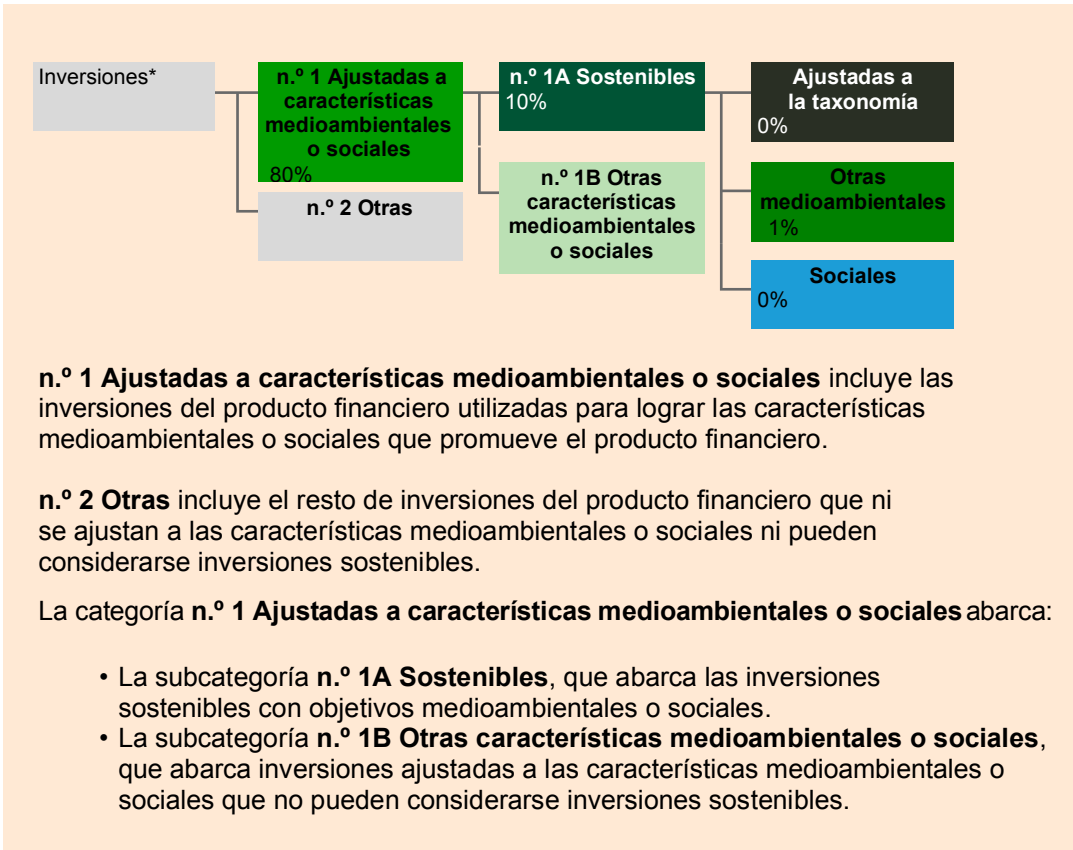 Inversiones*
n.º 1 Ajustadas a
características
medioambientales
o sociales
80%
n.º 2 Otras
n.º 1A Sostenibles
10%
n.º 1B Otras
características
medioambientales
o sociales
Ajustadas a
la taxonomía
0%
Otras
medioambientales
1%
Sociales
0%
n.º 1 Ajustadas a características medioambientales o sociales incluye las
inversiones del producto financiero utilizadas para lograr las características
medioambientales o sociales que promueve el producto financiero.
n.º 2 Otras incluye el resto de inversiones del producto financiero que ni
se ajustan a las características medioambientales o sociales ni pueden
considerarse inversiones sostenibles.
La categoría n.º 1 Ajustadas a características medioambientales o sociales abarca:
• La subcategoría n.º 1A Sostenibles, que abarca las inversiones
sostenibles con objetivos medioambientales o sociales.
• La subcategoría n.º 1B Otras características medioambientales o sociales,
que abarca inversiones ajustadas a las características medioambientales o
sociales que no pueden considerarse inversiones sostenibles.